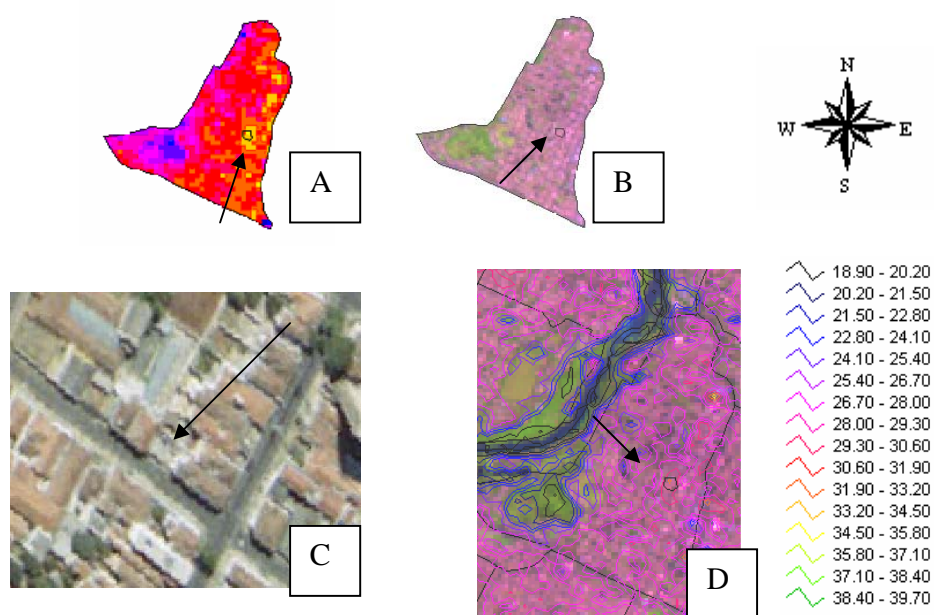 A
B
N
W E
S
C
D
18.90 - 20.20
20.20 - 21.50
21.50 - 22.80
22.80 - 24.10
24.10 - 25.40
25.40 - 26.70
26.70 - 28.00
28.00 - 29.30
29.30 - 30.60
30.60 - 31.90
31.90 - 33.20
33.20 - 34.50
34.50 - 35.80
35.80 - 37.10
37.10 - 38.40
38.40 - 39.70